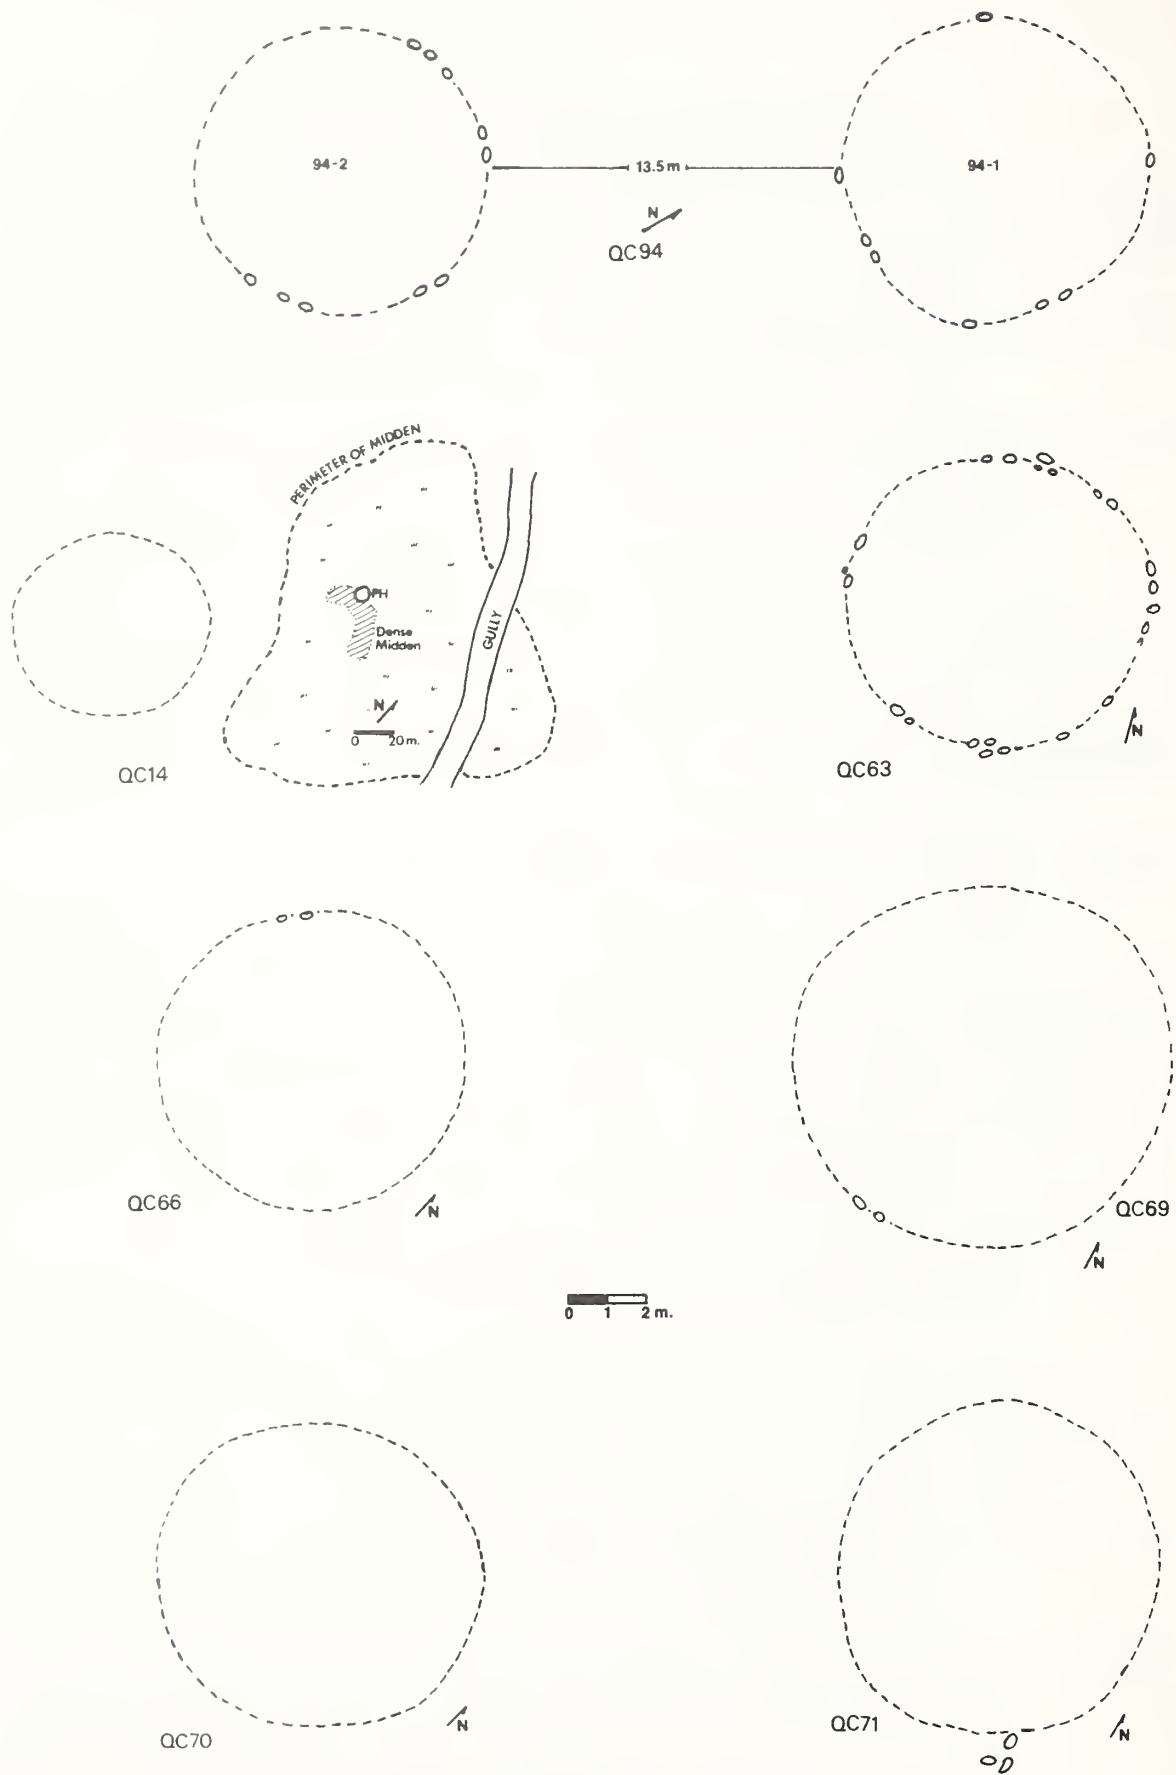 94-2
13.5 m
94-1
N
QC94
PERIMETER OF MIDDEN
PH
GULLY
Dense
Midden
N
0 20 m.
QC14
N
QC63
QC66
N
QC69
N
0 1 2 m.
QC70
N
QC71
N